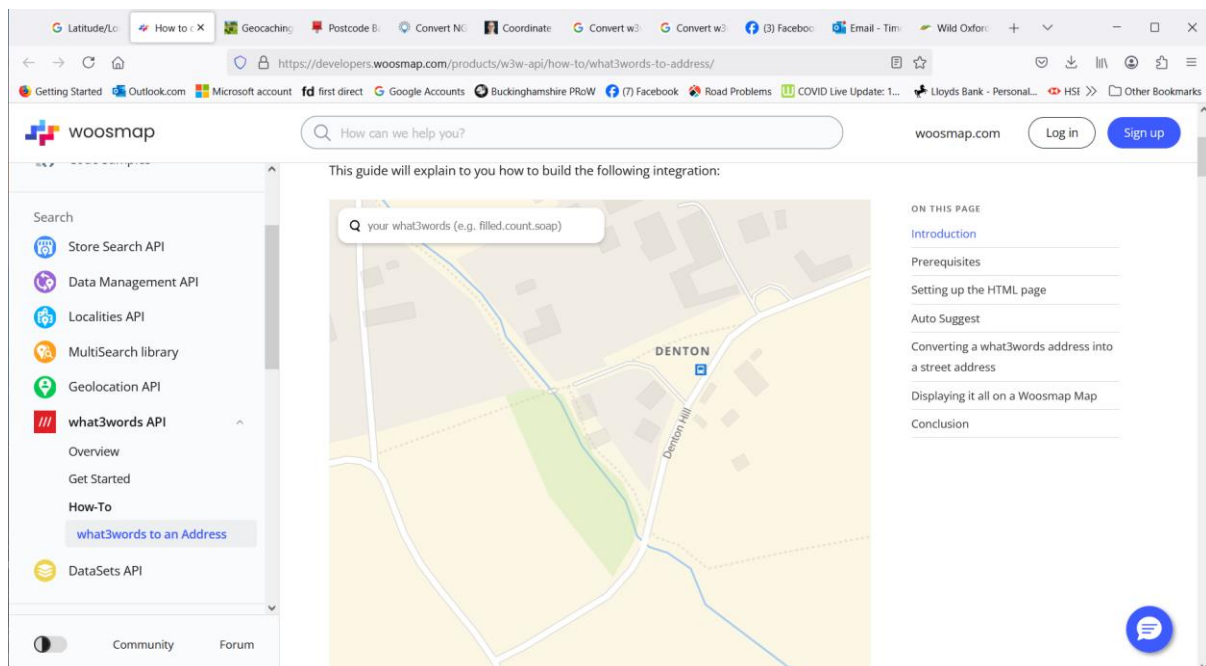 Latitude/Lo
How to c
Geocaching
Postcode Ba
Convert NG
Coordinate
Convert w3
Convert w3
(3) Faceboo
Email - Tim
Wild Oxford
https://developers.woosmap.com/products/w3w-api/how-to/what3words-to-address/
Getting Started
Outlook.com
Microsoft account
fd first direct
Google Accounts
Buckinghamshire PRoW
(7) Facebook
Road Problems
COVID Live Update: 1...
Lloyds Bank - Personal...
HSE
Other Bookmarks
woosmap
How can we help you?
woosmap.com
Log in
Sign up
This guide will explain to you how to build the following integration:
Search
Store Search API
Data Management API
Localities API
MultiSearch library
Geolocation API
what3words API
Overview
Get Started
How-To
what3words to an Address
DataSets API
Community
Forum
your what3words (e.g. filled.count.soap)
DENTON
Denton Hill
ON THIS PAGE
Introduction
Prerequisites
Setting up the HTML page
Auto Suggest
Converting a what3words address into
a street address
Displaying it all on a Woosmap Map
Conclusion